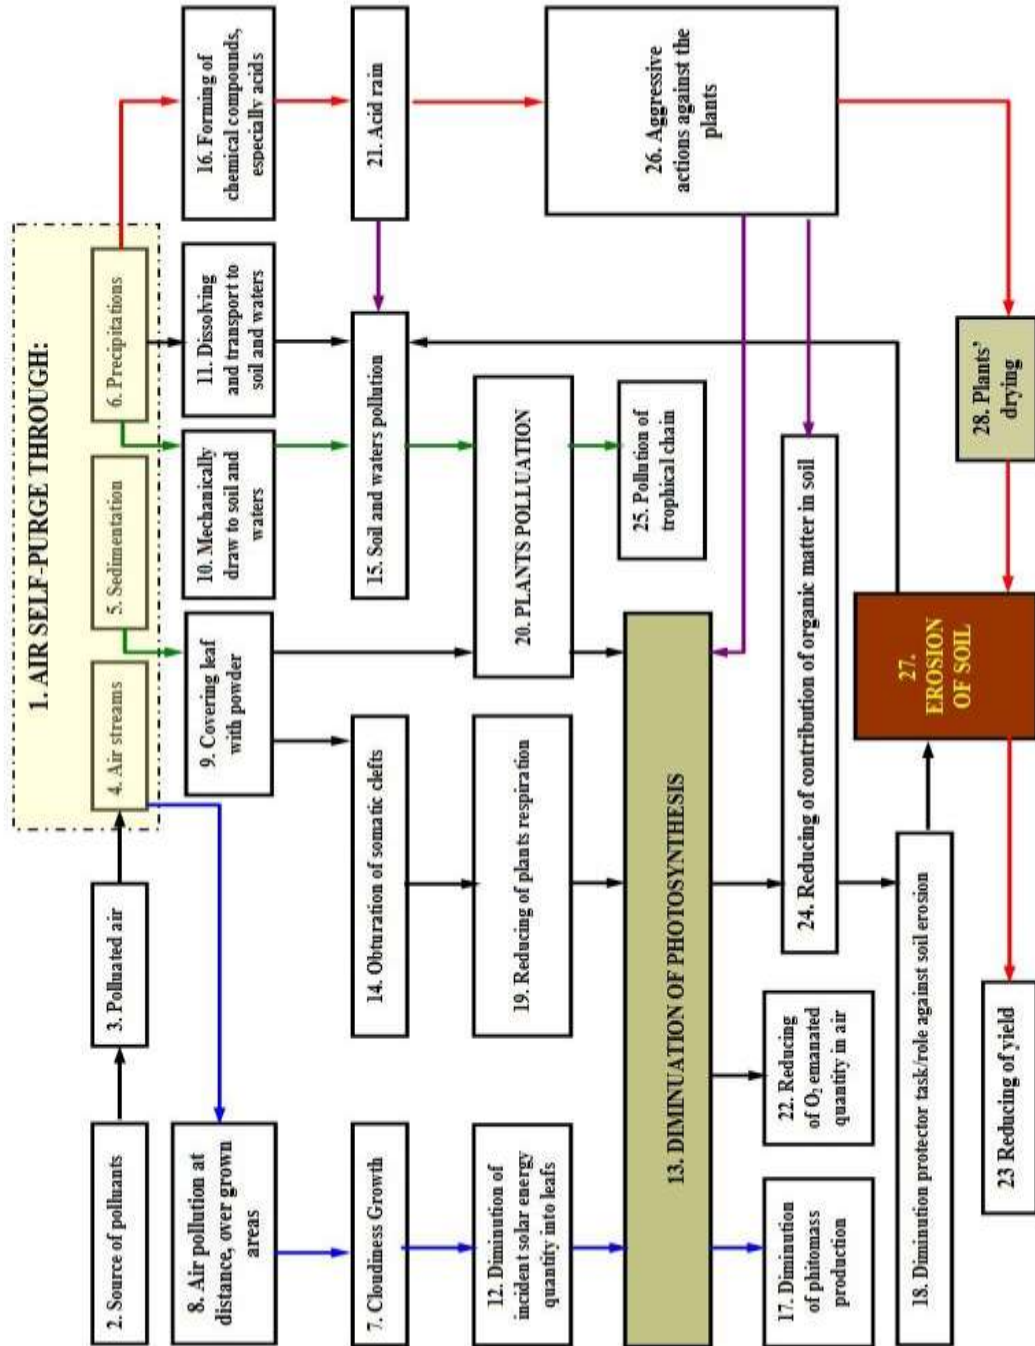 1. AIR SELF-PURGE THROUGH:
2. Source of polluants
3. Polluated air
4. Air streams
5. Sedimentation
6. Precipitations
8. Air pollution at
distance, over grown
areas
9. Covering leaf
with powder
10. Mechanically
draw to soil and
waters
11. Dissolving
and transport to
soil and waters
16. Forming of
chemical compounds,
especially acids
7. Cloudiness Growth
14. Obturation of somatic clefts
15. Soil and waters pollution
21. Acid rain
12. Diminution of
incident solar energy
quantity into leafs
19. Reducing of plants respiration
20. PLANTS POLLUATION
26. Aggressive
actions against the
plants
13. DIMINUATION OF PHOTOSYNTHESIS
25. Pollution of
trophical chain
17. Diminution
of phitomass
production
22. Reducing
of O₂ emanated
quantity in air
24. Reducing of contribution of organic matter in soil
18. Diminution protector task/role against soil erosion
27.
EROSION
OF SOIL
28. Plants'
drying
23 Reducing of yield